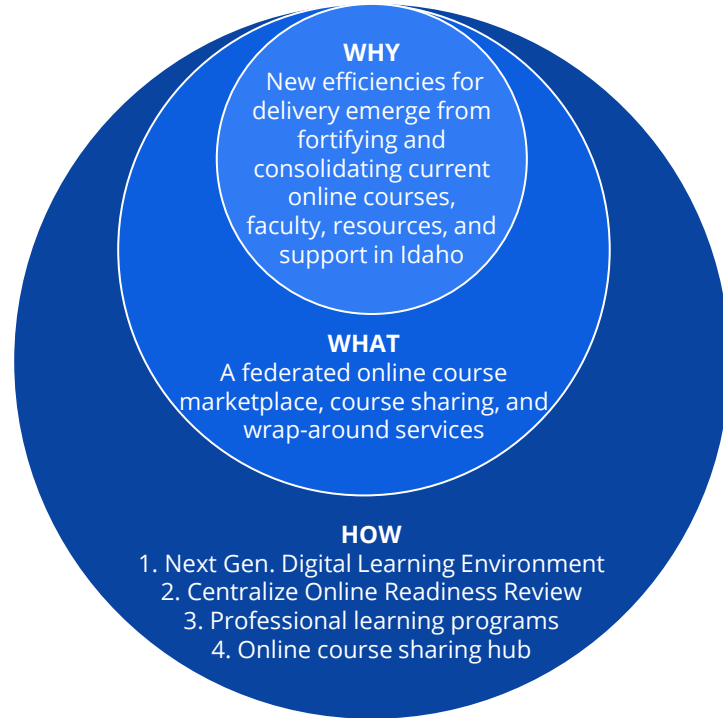 WHY
New efficiencies for
delivery emerge from
fortifying and
consolidating current
online courses,
faculty, resources, and
support in Idaho
WHAT
A federated online course
marketplace, course sharing, and
wrap-around services
HOW
1. Next Gen. Digital Learning Environment
2. Centralize Online Readiness Review
3. Professional learning programs
4. Online course sharing hub